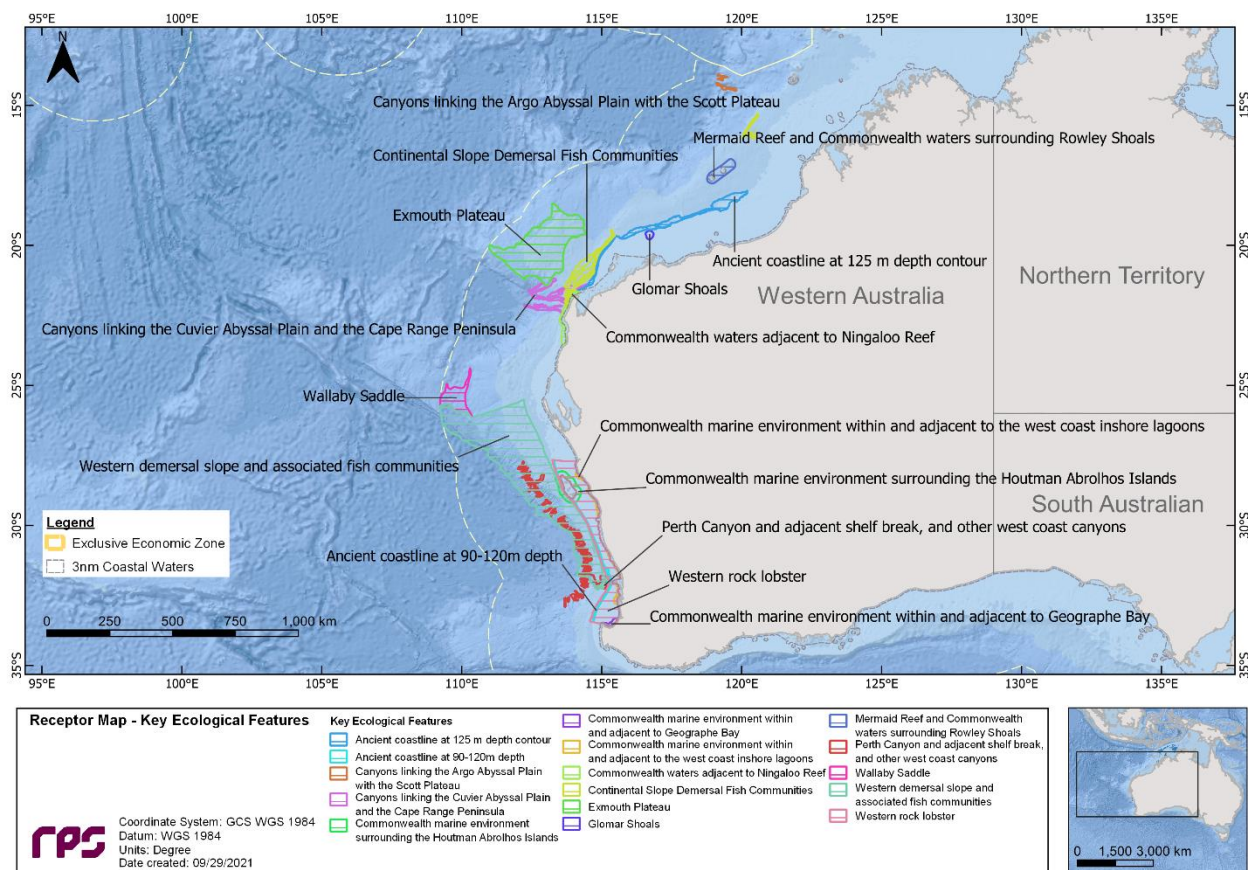 95°E 100°E 105°E 110°E 115°E 120°E 125°E 130°E 135°E
N
15°S
15°S
Canyons linking the Argo Abyssal Plain with the Scott Plateau
Mermaid Reef and Commonwealth waters surrounding Rowley Shoals
Continental Slope Demersal Fish Communities
Exmouth Plateau
20°S
20°S
Ancient coastline at 125 m depth contour
Northern Territory
Glomar Shoals
Western Australia
Canyons linking the Cuvier Abyssal Plain and the Cape Range Peninsula
Commonwealth waters adjacent to Ningaloo Reef
25°S
25°S
Wallaby Saddle
Commonwealth marine environment within and adjacent to the west coast inshore lagoons
Western demersal slope and associated fish communities
Commonwealth marine environment surrounding the Houtman Abrolhos Islands
South Australian
30°S
30°S
Legend
Exclusive Economic Zone
3nm Coastal Waters
Perth Canyon and adjacent shelf break, and other west coast canyons
Ancient coastline at 90-120m depth
Western rock lobster
0 250 500 750 1,000 km
Commonwealth marine environment within and adjacent to Geographe Bay
35°S
35°S
95°E 100°E 105°E 110°E 115°E 120°E 125°E 130°E 135°E
Receptor Map - Key Ecological Features
rps
Coordinate System: GCS WGS 1984
Datum: WGS 1984
Units: Degree
Date created: 09/29/2021
Key Ecological Features
Ancient coastline at 125 m depth contour
Ancient coastline at 90-120m depth
Canyons linking the Argo Abyssal Plain
with the Scott Plateau
Canyons linking the Cuvier Abyssal Plain
and the Cape Range Peninsula
Commonwealth marine environment
surrounding the Houtman Abrolhos Islands
Commonwealth marine environment within
and adjacent to Geographe Bay
Commonwealth marine environment within
and adjacent to the west coast inshore lagoons
Commonwealth waters adjacent to Ningaloo Reef
Continental Slope Demersal Fish Communities
Exmouth Plateau
Glomar Shoals
Mermaid Reef and Commonwealth
waters surrounding Rowley Shoals
Perth Canyon and adjacent shelf break,
and other west coast canyons
Wallaby Saddle
Western demersal slope and
associated fish communities
Western rock lobster
0 1,500 3,000 km